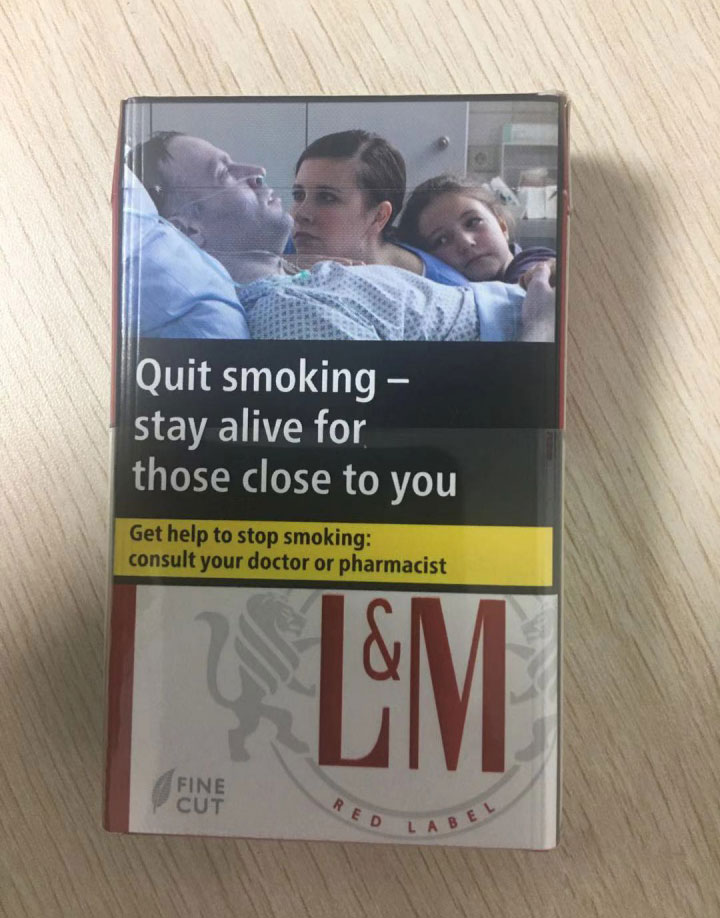 Quit smoking –
stay alive for
those close to you
Get help to stop smoking:
consult your doctor or pharmacist
L&M
FINE
CUT
RED LABEL